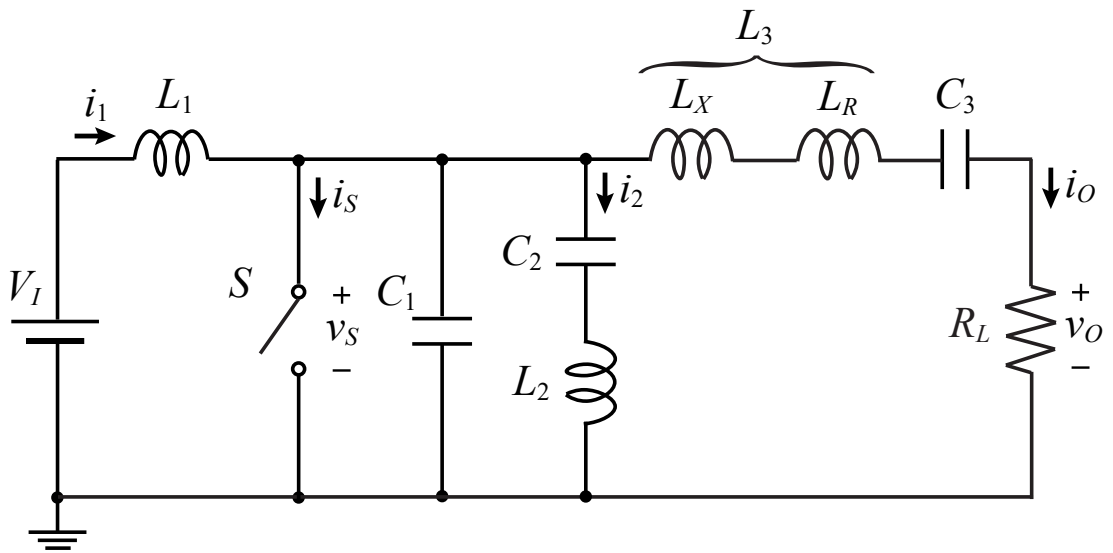 L3
i1 L1 LX LR C3
iS i2 iO
VI S + vS − C1 C2 L2 RL + vO −